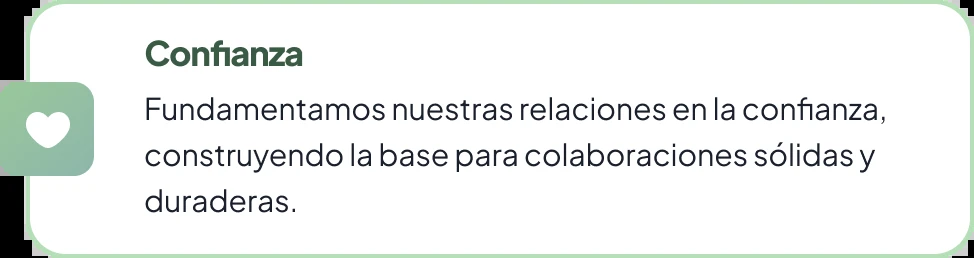 Confianza
Fundamentamos nuestras relaciones en la confianza,
construyendo la base para colaboraciones sólidas y
duraderas.